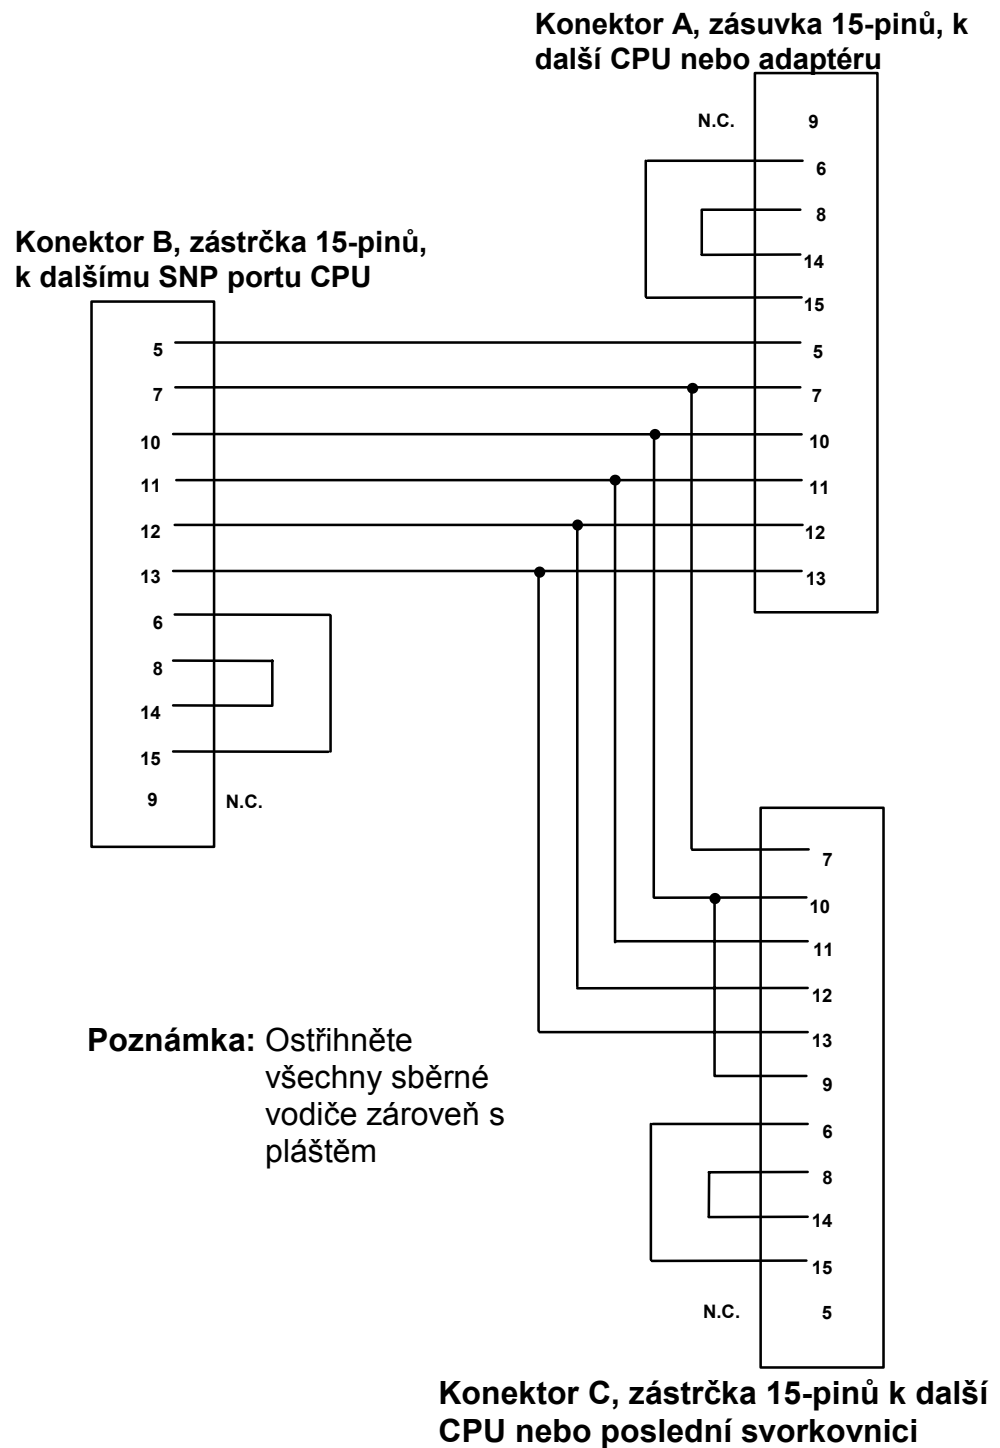 Konektor A, zásuvka 15-pinů, k
další CPU nebo adaptéru
N.C. 9
6
8
14
15
5
7
10
11
12
13
Konektor B, zástrčka 15-pinů,
k dalšímu SNP portu CPU
5
7
10
11
12
13
6
8
14
15
9 N.C.
7
10
11
12
13
9
6
8
14
15
N.C. 5
Poznámka: Ostřihněte
všechny sběrné
vodiče zároveň s
pláštěm
Konektor C, zástrčka 15-pinů k další
CPU nebo poslední svorkovnici